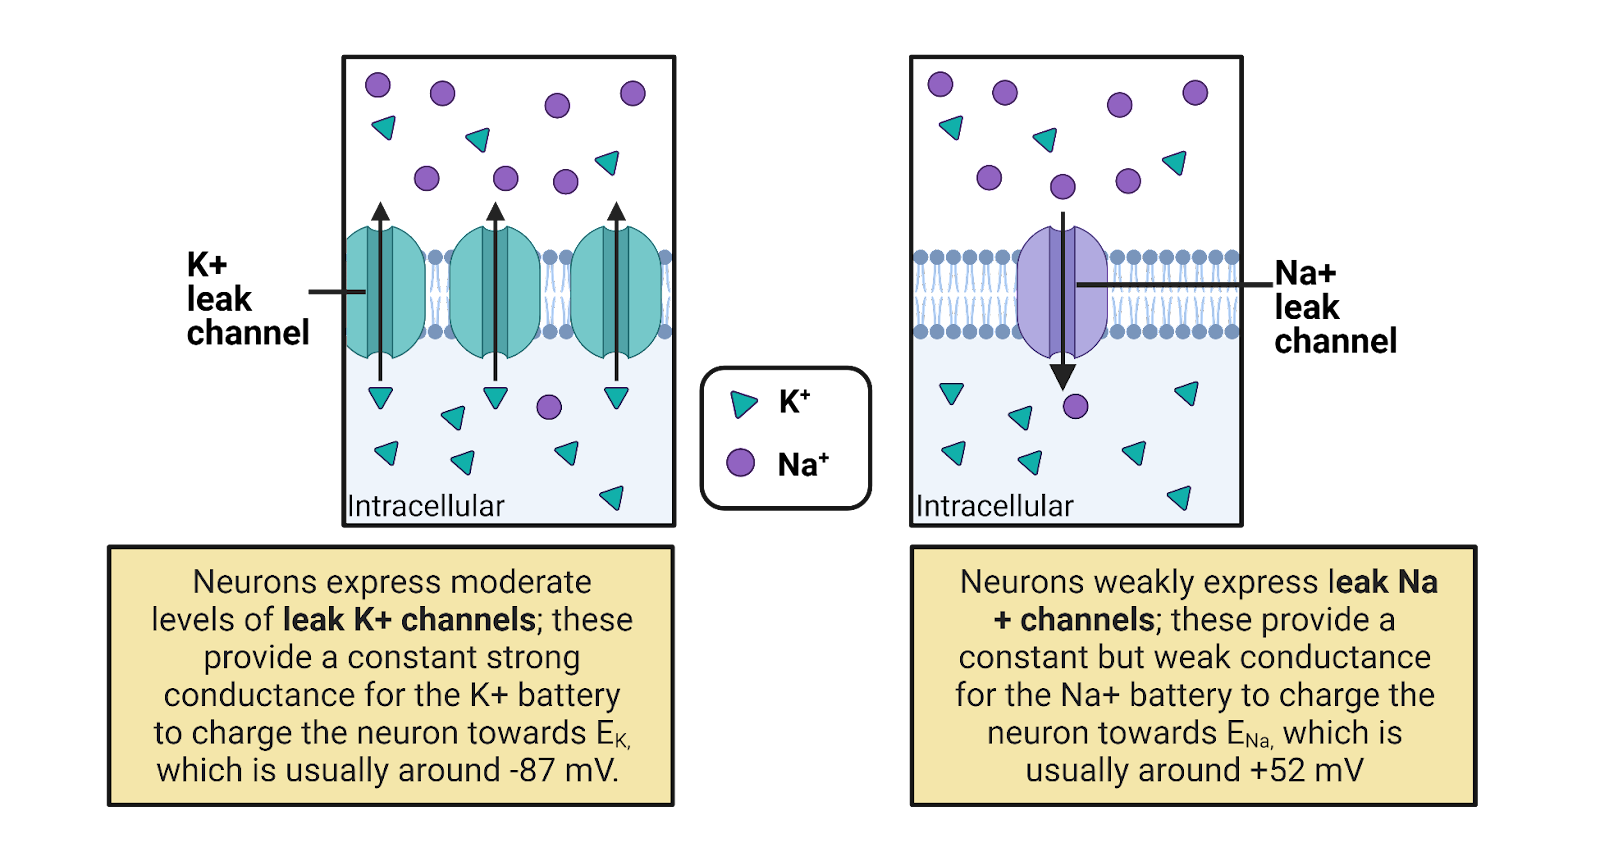 K+
leak
channel
Intracellular
K⁺
Na⁺
Na+
leak
channel
Intracellular
Neurons express moderate
levels of leak K+ channels; these
provide a constant strong
conductance for the K+ battery
to charge the neuron towards E_K,
which is usually around -87 mV.
Neurons weakly express leak Na
+ channels; these provide a
constant but weak conductance
for the Na+ battery to charge the
neuron towards E_Na, which is
usually around +52 mV